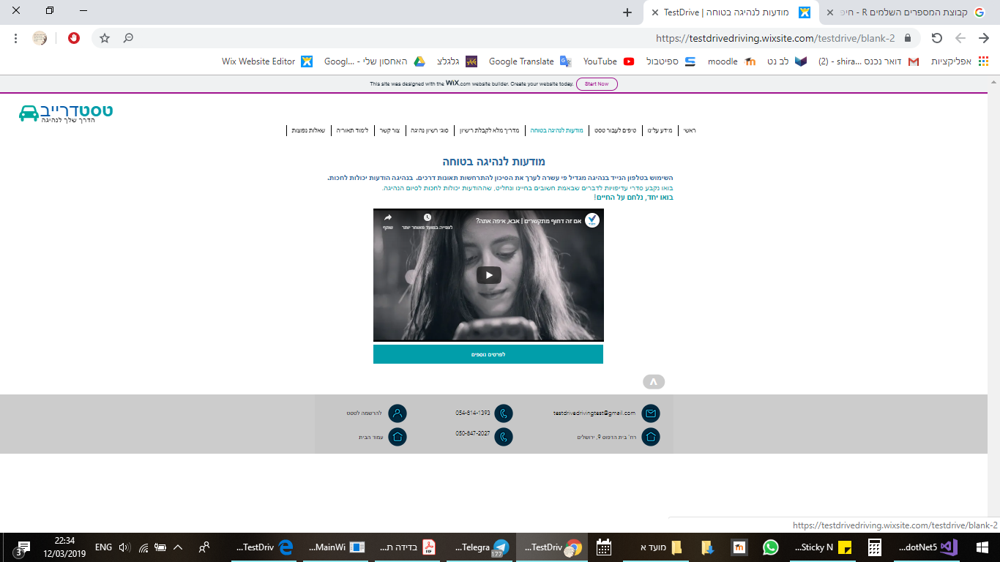 קבוצת המספרים השלמים R - חיפ
מודעות לנהיגה בטוחה | TestDrive
https://testdrivedriving.wixsite.com/testdrive/blank-2
אפליקציות
דואר נכנס (2) - shira...
לב נט
moodle
ספיטבול
YouTube
Google Translate
גלגלצ
האחסון שלי - Googl...
Wix Website Editor
This site was designed with the WiX.com website builder. Create your website today. Start Now
טסטדרייב
הדרך שלך לנהיגה
ראשי
מידע עלינו
טיפים לעבור טסט
מודעות לנהיגה בטוחה
מדריך מלא לקבלת רישיון
סוגי רשיון נהיגה
צור קשר
לימוד תאוריה
שאלות נפוצות
מודעות לנהיגה בטוחה
השימוש בטלפון הנייד בנהיגה מגדיל פי עשרה לערך את הסיכון להתרחשות תאונות דרכים. בנהיגה הודעות יכולות לחכות.
בואו נקבע סדרי עדיפויות לדברים שבאמת חשובים בחיינו ונחליט, שההודעות יכולות לחכות לסיום הנהיגה.
בואו יחד, נלחם על החיים!
אם זה דחוף מתקשרים | אבא, איפה אתה?
לצפייה במועד מאוחר יותר
שתף
לפרטים נוספים
testdrivedrivingtest@gmail.com
054-814-1393
להרשמה לטסט
רח' בית הדפוס 9, ירושלים
050-847-2027
עמוד הבית
https://testdrivedriving.wixsite.com/testdrive/blank-2
dotNet5...
Sticky N...
מועד א
TestDriv...
Telegra...
177
בדידה ת...
MainWi...
TestDriv...
ENG
22:34
12/03/2019
3